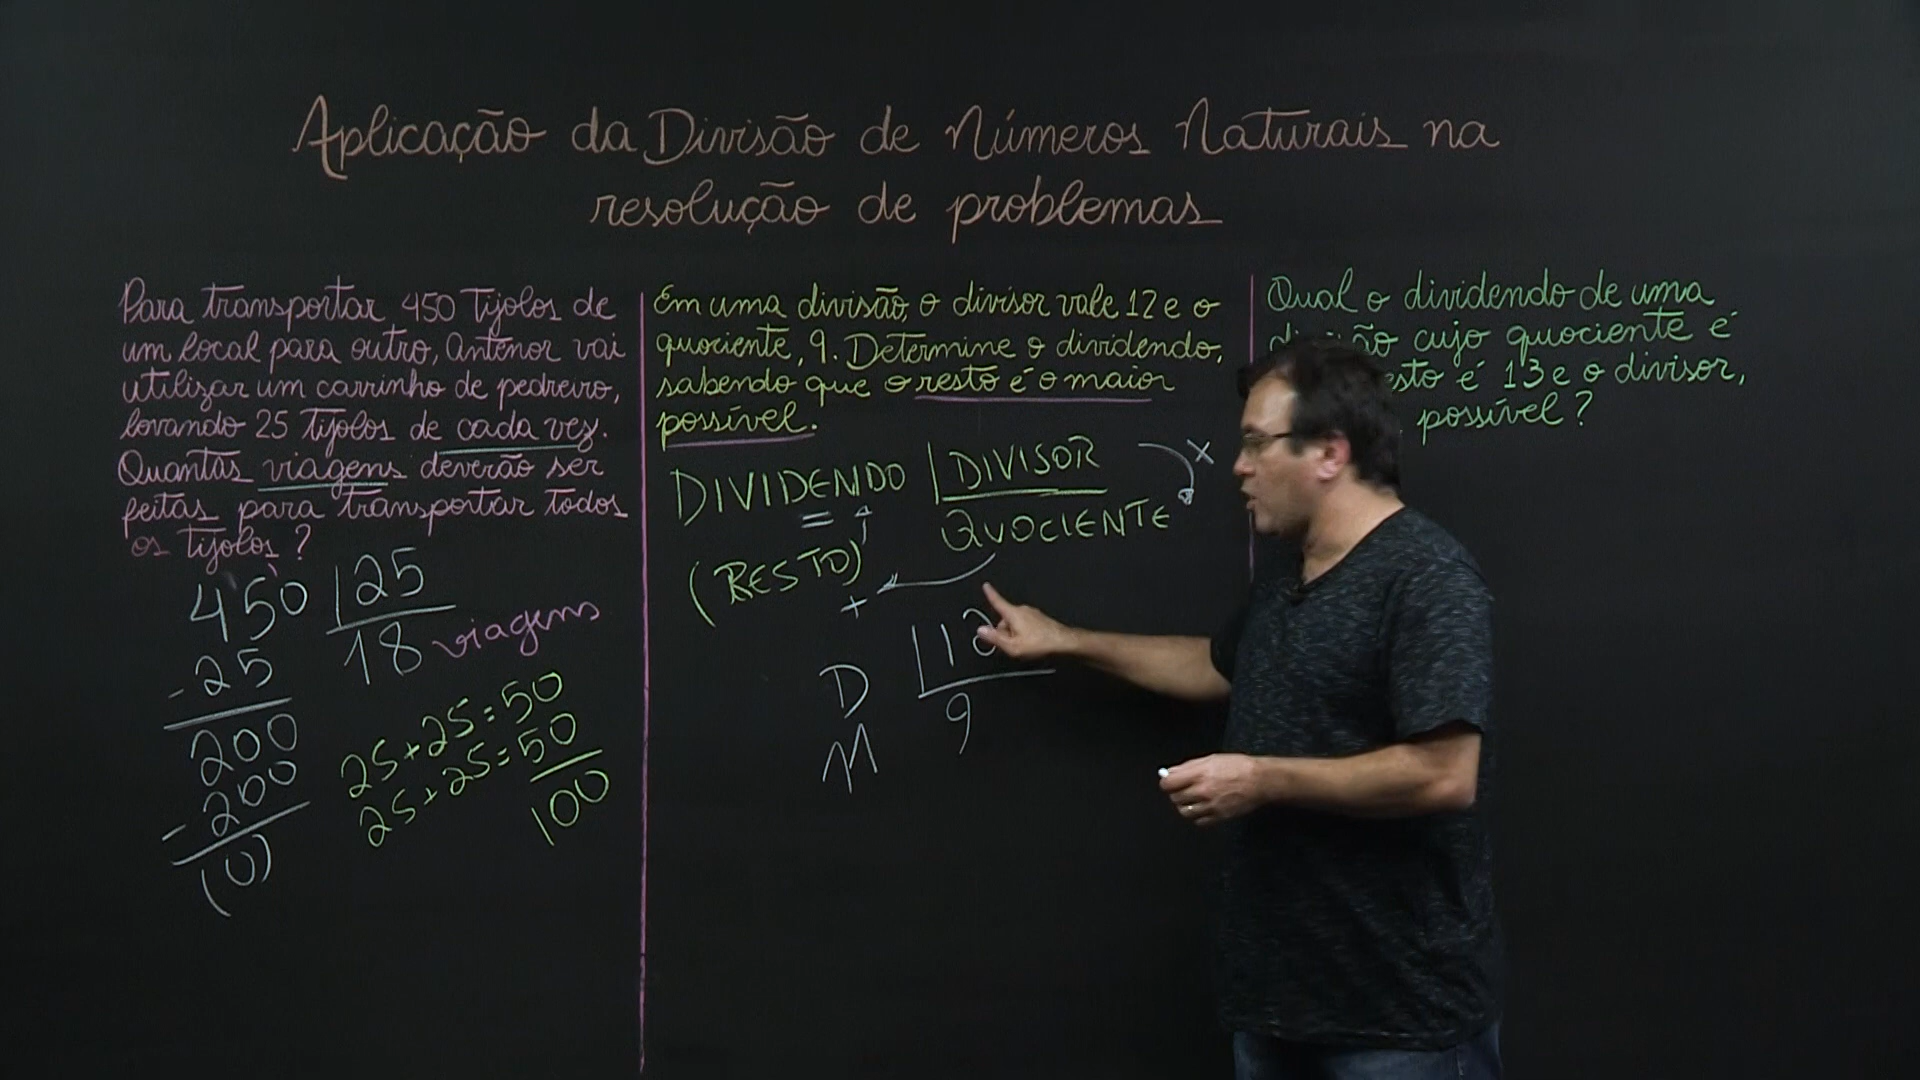 Aplicação da Divisão de Números Naturais na
resolução de problemas
Para transportar 450 tijolos de
um local para outro, Antenor vai
utilizar um carrinho de pedreiro,
levando 25 tijolos de cada vez.
Quantas viagens deverão ser
feitas para transportar todos
os tijolos?
450 |25
-25 18 viagens
200
-200
(0)
25+25=50
25+25=50
100
Em uma divisão, o divisor vale 12 e o
quociente, 9. Determine o dividendo,
sabendo que o resto é o maior
possível.
DIVIDENDO | DIVISOR x
= QUOCIENTE
(RESTO)
+
D |12
11 9
Qual o dividendo de uma
cujo quociente é
é 13 e o divisor,
possível?